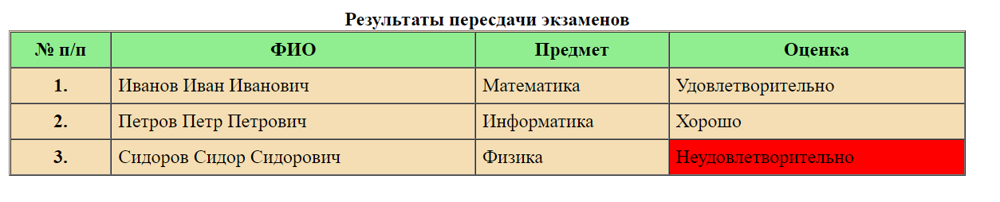 Результаты пересдачи экзаменов
№ п/п ФИО Предмет Оценка
1. Иванов Иван Иванович Математика Удовлетворительно
2. Петров Петр Петрович Информатика Хорошо
3. Сидоров Сидор Сидорович Физика Неудовлетворительно